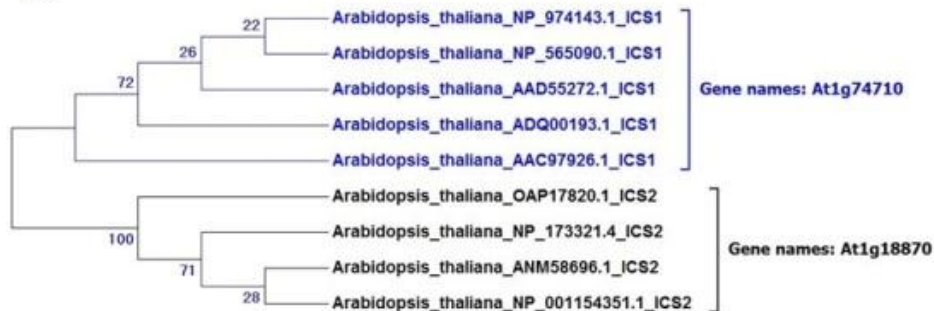 22
Arabidopsis_thaliana_NP_974143.1_ICS1
26
Arabidopsis_thaliana_NP_565090.1_ICS1
72
Arabidopsis_thaliana_AAD55272.1_ICS1
Gene names: At1g74710
Arabidopsis_thaliana_ADQ00193.1_ICS1
Arabidopsis_thaliana_AAC97926.1_ICS1
Arabidopsis_thaliana_OAP17820.1_ICS2
100
Arabidopsis_thaliana_NP_173321.4_ICS2
Gene names: At1g18870
71
Arabidopsis_thaliana_ANM58696.1_ICS2
28
Arabidopsis_thaliana_NP_001154351.1_ICS2